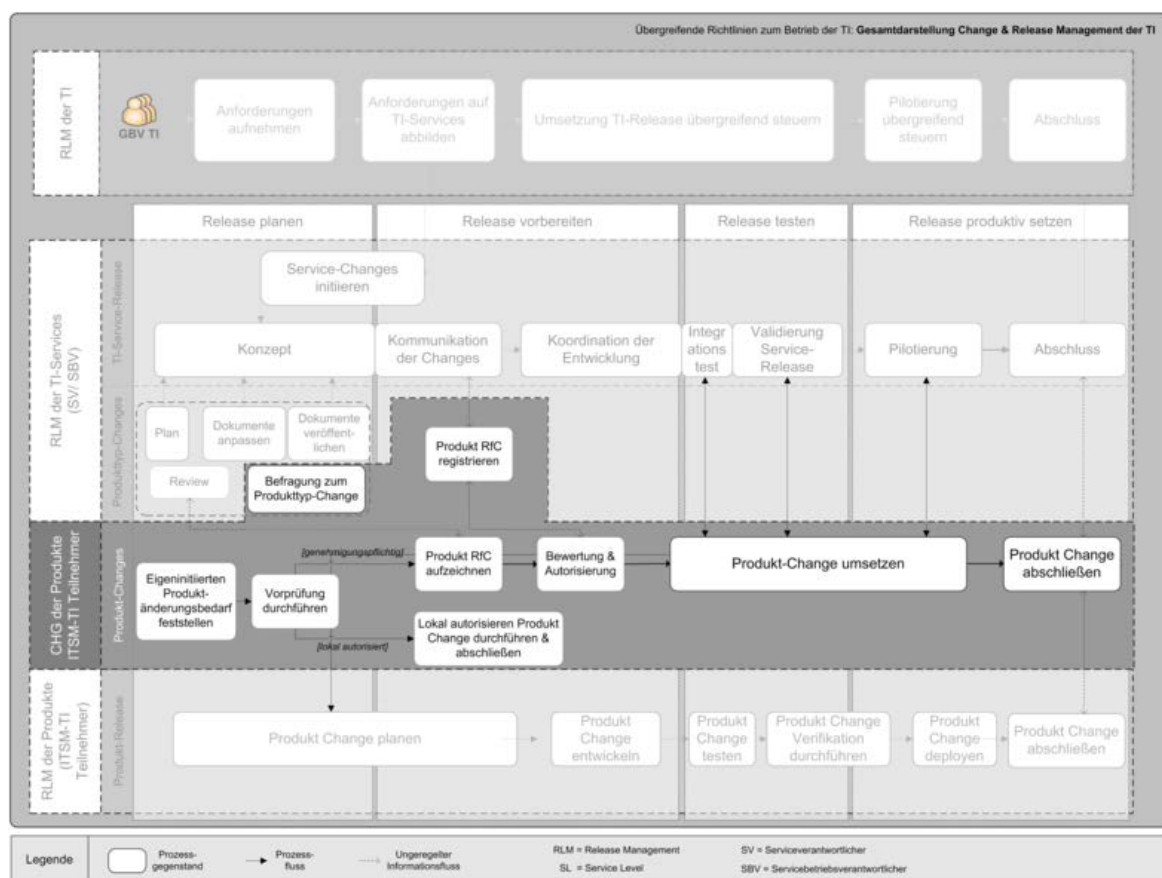 Übergreifende Richtlinien zum Betrieb der TI: Gesamtdarstellung Change & Release Management der TI
RLM der TI
GBV TI
Anforderungen
aufnehmen
Anforderungen auf
TI-Services
abbilden
Umsetzung TI-Release übergreifend steuern
Pilotierung
übergreifend
steuern
Abschluss
Release planen
Release vorbereiten
Release testen
Release produktiv setzen
RLM der TI-Services
(SV/ SBV)
TI-Service-Release
Service-Changes
initiieren
Konzept
Kommunikation
der Changes
Koordination der
Entwicklung
Integrations
test
Validierung
Service-
Release
Pilotierung
Abschluss
Produkttyp-Changes
Plan
Dokumente
anpassen
Dokumente
veröffent-
lichen
Review
Befragung zum
Produkttyp-Change
Produkt RfC
registrieren
CHG der Produkte
ITSM-TI Teilnehmer
Produkt-Changes
Eigeninitiierten
Produkt-
änderungsbedarf
feststellen
Vorprüfung
durchführen
[genehmigungspflichtig]
Produkt RfC
aufzeichnen
Bewertung &
Autorisierung
Produkt-Change umsetzen
Produkt Change
abschließen
[lokal autorisiert]
Lokal autorisieren Produkt
Change durchführen &
abschließen
RLM der Produkte
(ITSM-TI
Teilnehmer)
Produkt-Release
Produkt Change planen
Produkt
Change
entwickeln
Produkt
Change
testen
Produkt Change
Verifikation
durchführen
Produkt
Change
deployen
Produkt Change
abschließen
Legende
Prozess-
gegenstand
Prozess-
fluss
Ungeregelter
Informationsfluss
RLM = Release Management
SL = Service Level
SV = Serviceverantwortlicher
SBV = Servicebetriebsverantwortlicher